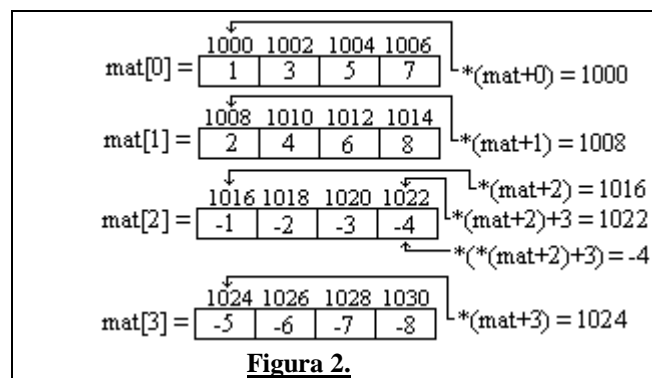 1000 1002 1004 1006
mat[0] = 1 3 5 7
*(mat+0) = 1000
1008 1010 1012 1014
mat[1] = 2 4 6 8
*(mat+1) = 1008
*(mat+2) = 1016
1016 1018 1020 1022
mat[2] = -1 -2 -3 -4
*(mat+2)+3 = 1022
*(*(mat+2)+3) = -4
1024 1026 1028 1030
mat[3] = -5 -6 -7 -8
*(mat+3) = 1024
Figura 2.